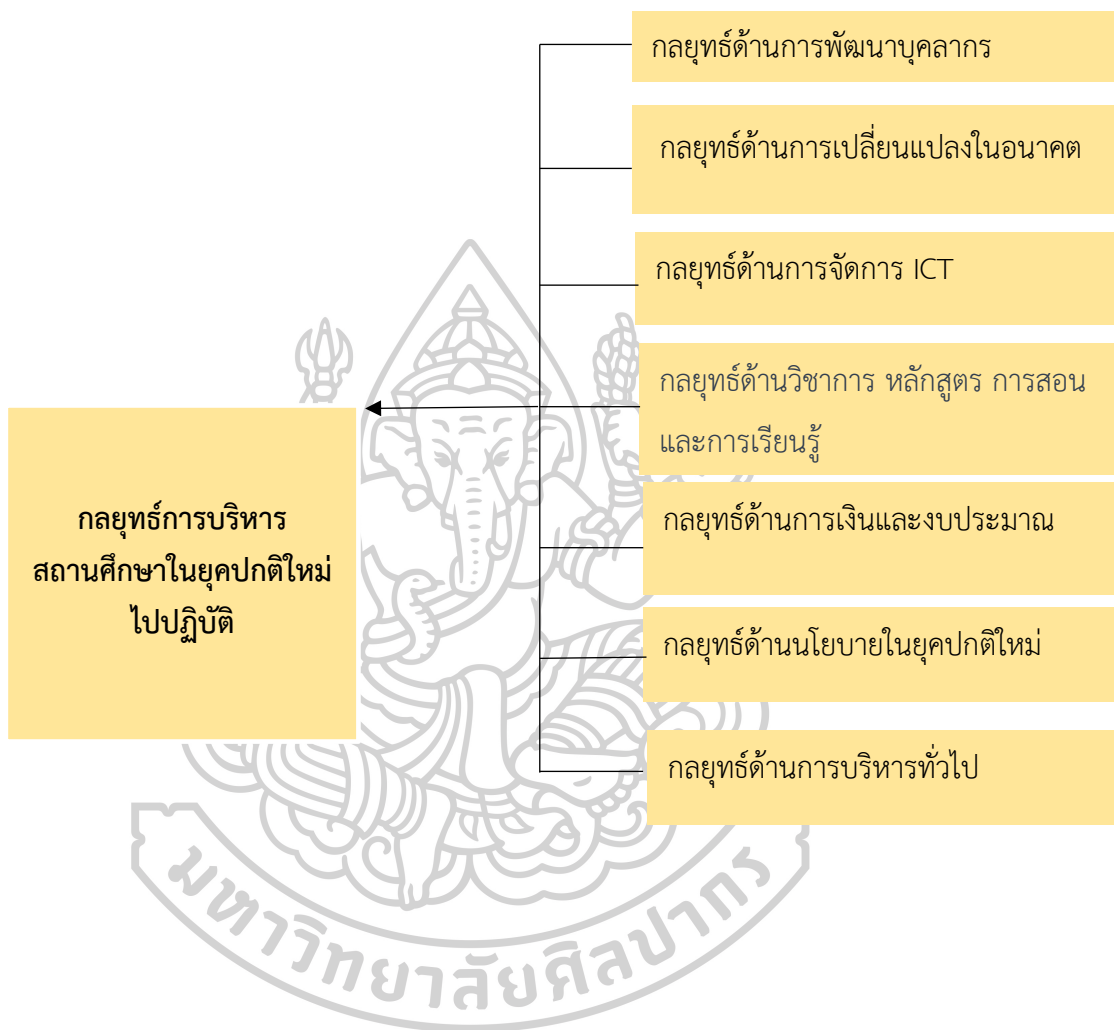 กลยุทธ์ด้านการพัฒนาบุคลากร
กลยุทธ์ด้านการเปลี่ยนแปลงในอนาคต
กลยุทธ์ด้านการจัดการ ICT
กลยุทธ์ด้านวิชาการ หลักสูตร การสอน
และการเรียนรู้
กลยุทธ์การบริหาร
สถานศึกษาในยุคปกติใหม่
ไปปฏิบัติ
กลยุทธ์ด้านการเงินและงบประมาณ
กลยุทธ์ด้านนโยบายในยุคปกติใหม่
กลยุทธ์ด้านการบริหารทั่วไป
มหาวิทยาลัยศิลปากร